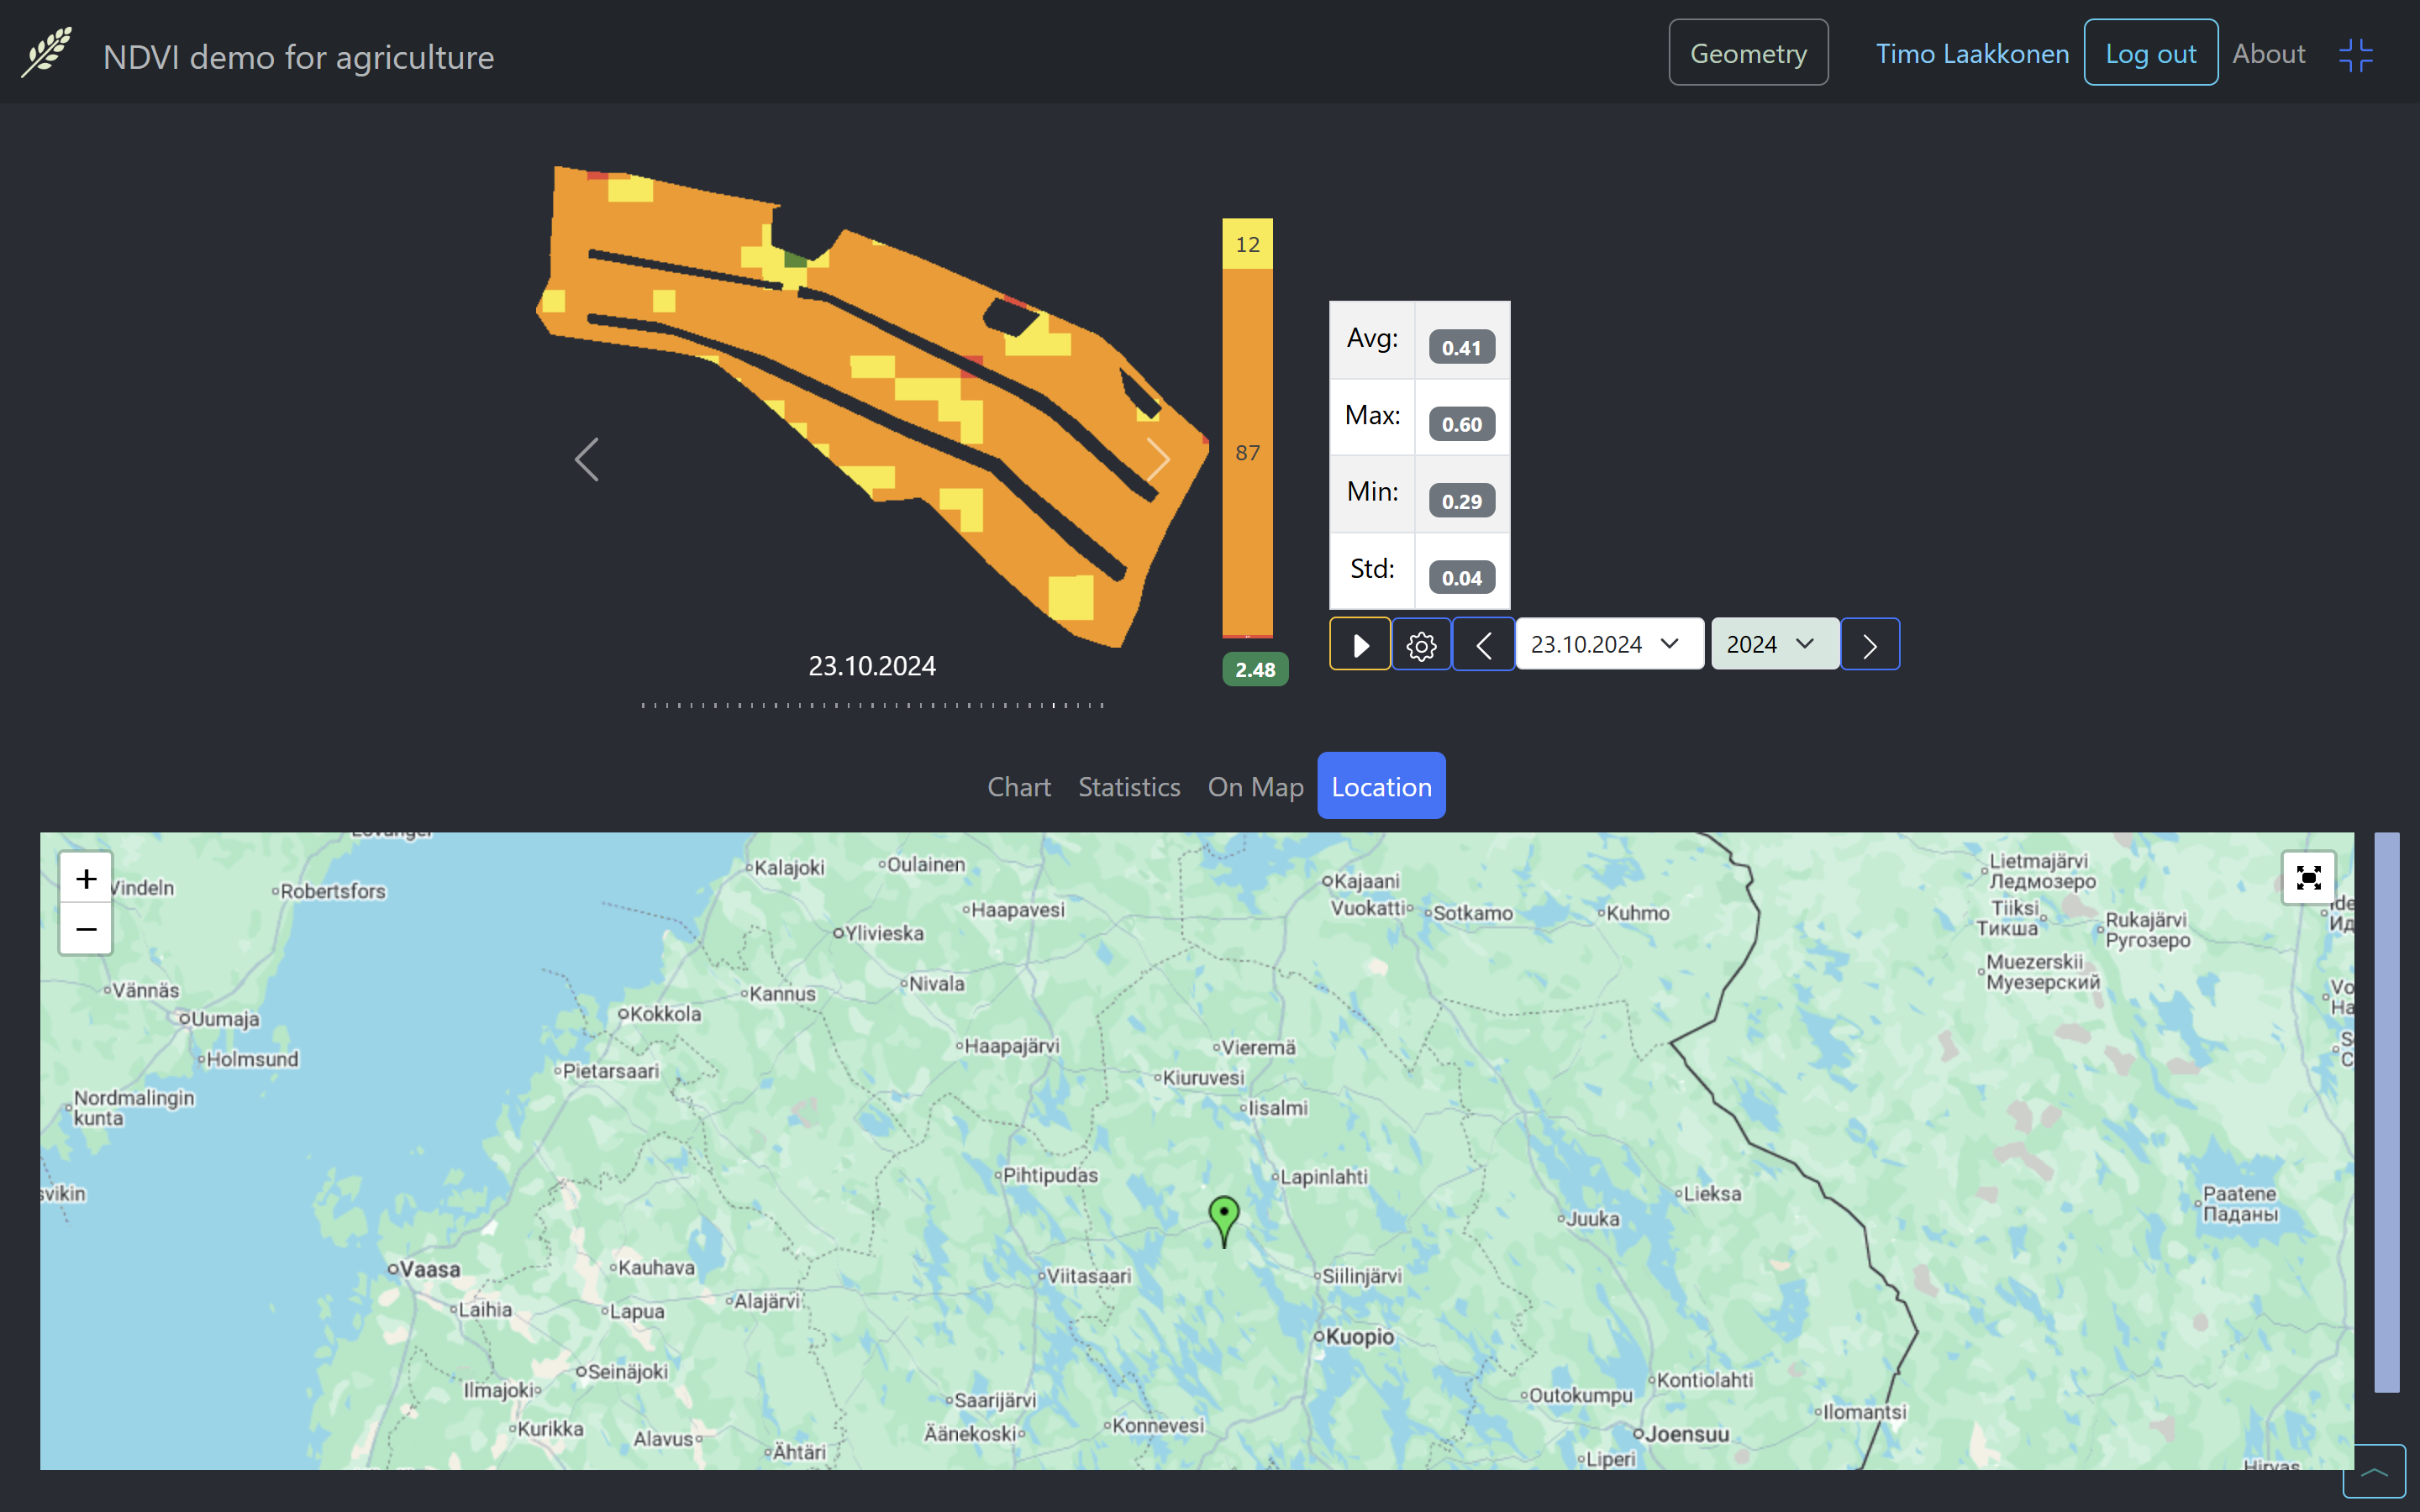 NDVI demo for agriculture
Geometry
Timo Laakkonen
Log out
About
12
87
2.48
Avg:
0.41
Max:
0.60
Min:
0.29
Std:
0.04
23.10.2024
2024
23.10.2024
Chart
Statistics
On Map
Location
+
−
Vindeln
Robertsfors
Kalajoki
Oulainen
Kajaani
Lietmajärvi
Ледмозеро
Haapavesi
Vuokatti
Sotkamo
Kuhmo
Tiiksi
Тикша
Rukajärvi
Ругозеро
Ylivieska
Muezerskii
Муезерский
Vännäs
Kannus
Nivala
Uumaja
Kokkola
Holmsund
Haapajärvi
Vieremä
Pietarsaari
Kiuruvesi
Nordmalingin
kunta
Iisalmi
Pihtipudas
Lapinlahti
svikin
Lieksa
Paatene
Паданы
Juuka
Vaasa
Kauhava
Viitasaari
Siilinjärvi
Laihia
Lapua
Alajärvi
Kuopio
Seinäjoki
Ilmajoki
Saarijärvi
Outokumpu
Kontiolahti
Ilomantsi
Kurikka
Alavus
Äänekoski
Konnevesi
Joensuu
Ähtäri
Liperi